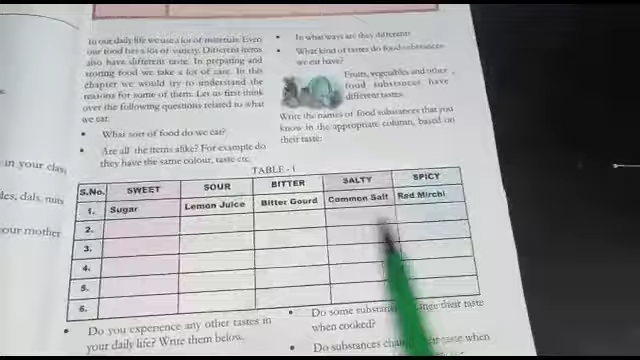 In our daily life we use a lot of materials. Even
our food has a lot of variety. Different items
also have different taste. In preparing and
storing food we take a lot of care. In this
chapter we would try to understand the
reasons for some of them. Let us first think
over the following questions related to what
we eat.
• What sort of food do we eat?
• Are all the items alike? For example do
they have the same colour, taste etc.
• In what ways are they different?
• What kind of tastes do food substances
we eat have?
Fruits, vegetables and other
food substances have
different tastes.
Write the names of food substances that you
know in the appropriate column, based on
their taste:
in your class
dals, nuts
our mother
TABLE - 1
S.No. SWEET SOUR BITTER SALTY SPICY
1. Sugar Lemon Juice Bitter Gourd Common Salt Red Mirchi
2.
3.
4.
5.
6.
• Do you experience any other tastes in
your daily life? Write them below.
• Do some their taste
when cooked?
• Do substances taste when